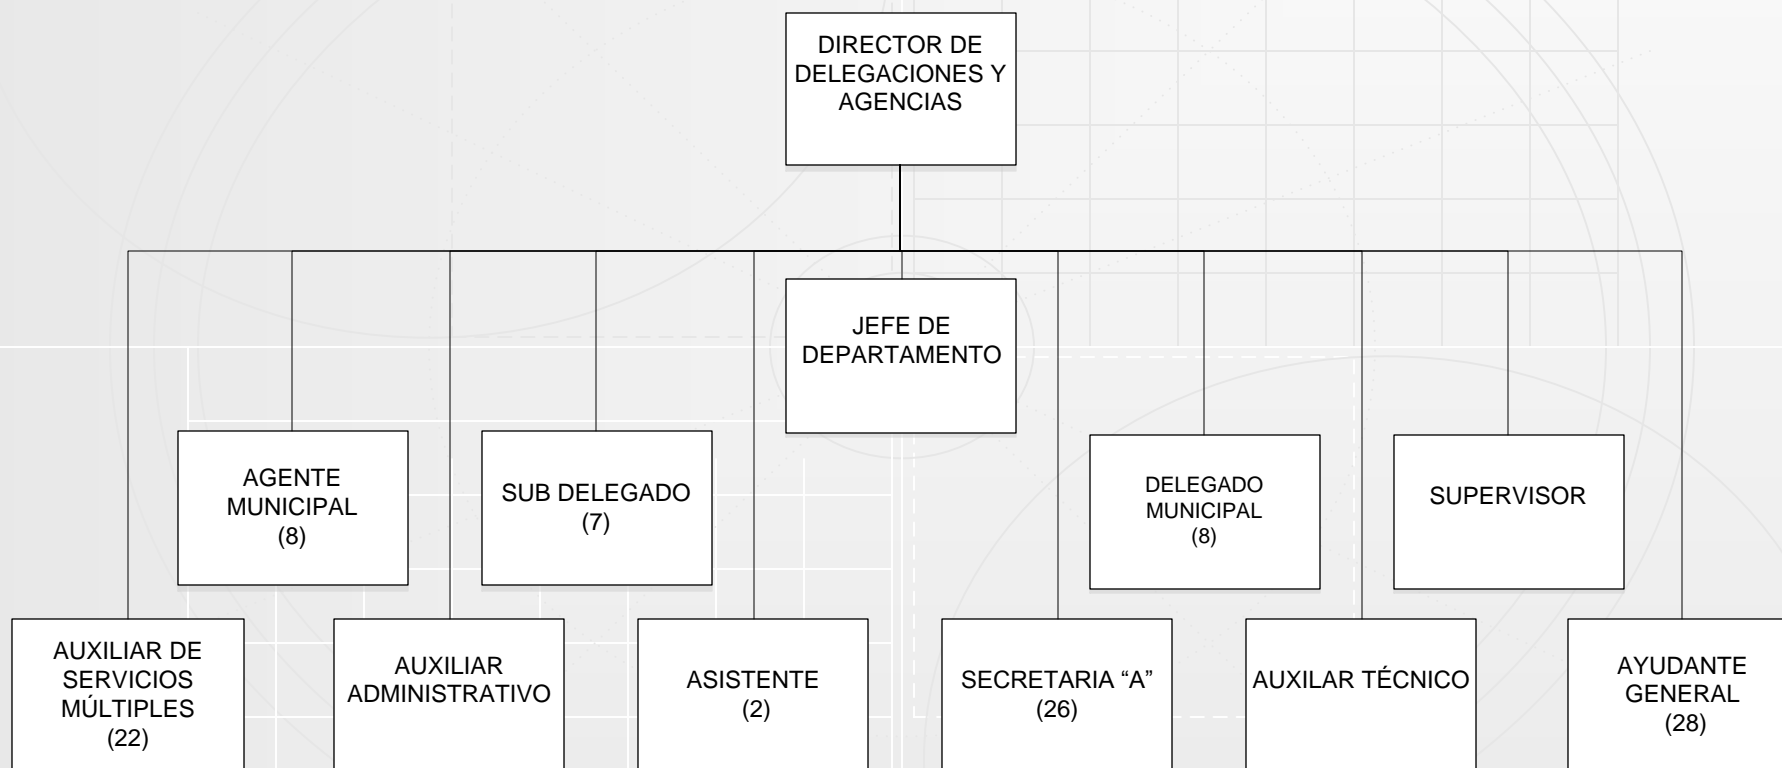 DIRECTOR DE
DELEGACIONES Y
AGENCIAS
JEFE DE
DEPARTAMENTO
AGENTE
MUNICIPAL
(8)
SUB DELEGADO
(7)
DELEGADO
MUNICIPAL
(8)
SUPERVISOR
AUXILIAR DE
SERVICIOS
MÚLTIPLES
(22)
AUXILIAR
ADMINISTRATIVO
ASISTENTE
(2)
SECRETARIA “A”
(26)
AUXILAR TÉCNICO
AYUDANTE
GENERAL
(28)